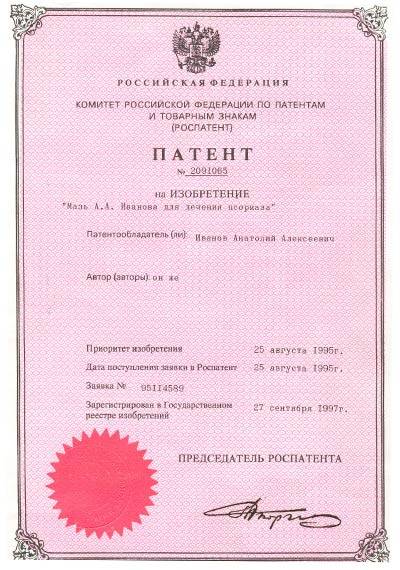 РОССИЙСКАЯ ФЕДЕРАЦИЯ
КОМИТЕТ РОССИЙСКОЙ ФЕДЕРАЦИИ ПО ПАТЕНТАМ
И ТОВАРНЫМ ЗНАКАМ
(РОСПАТЕНТ)
ПАТЕНТ
№ 2091065
на ИЗОБРЕТЕНИЕ
"Мазь А.А. Иванова для лечения псориаза"
Патентообладатель (ли): Иванов Анатолий Алексеевич
Автор (авторы): он же
Приоритет изобретения 25 августа 1995г.
Дата поступления заявки в Роспатент 25 августа 1995г.
Заявка № 95114589
Зарегистрирован в Государственном
реестре изобретений 27 сентября 1997г.
ПРЕДСЕДАТЕЛЬ РОСПАТЕНТА